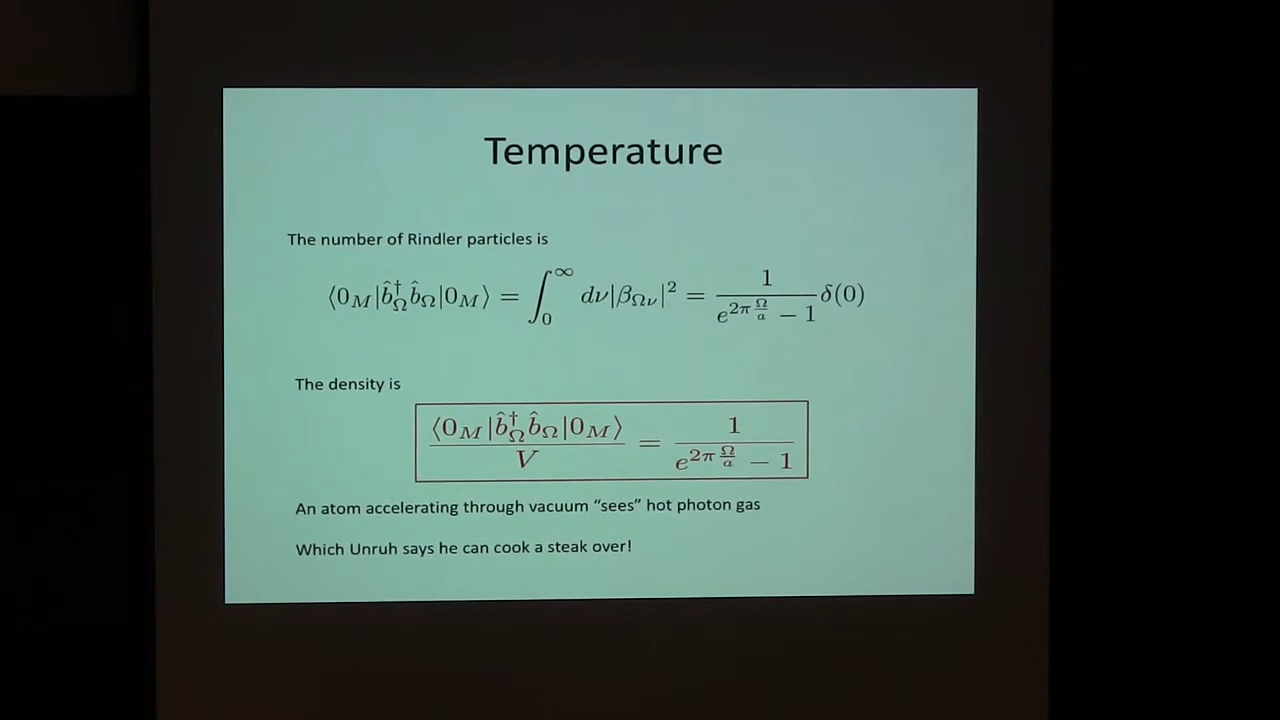 Temperature
The number of Rindler particles is
⟨0_M|b̂†_Ω b̂_Ω|0_M⟩ = ∫_0^∞ dν|β_Ων|² = 1/(e^{2π Ω/a} − 1) δ(0)
The density is
⟨0_M|b̂†_Ω b̂_Ω|0_M⟩/V = 1/(e^{2π Ω/a} − 1)
An atom accelerating through vacuum “sees” hot photon gas
Which Unruh says he can cook a steak over!